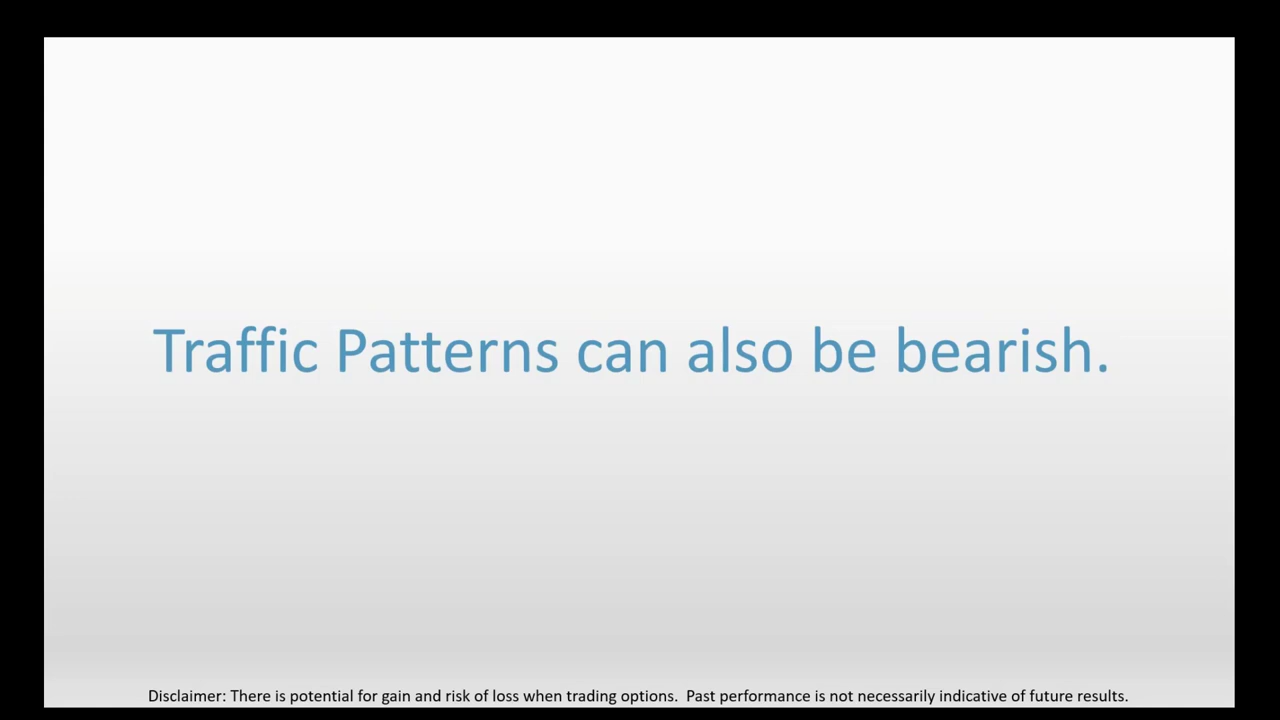 Traffic Patterns can also be bearish.
Disclaimer: There is potential for gain and risk of loss when trading options.  Past performance is not necessarily indicative of future results.